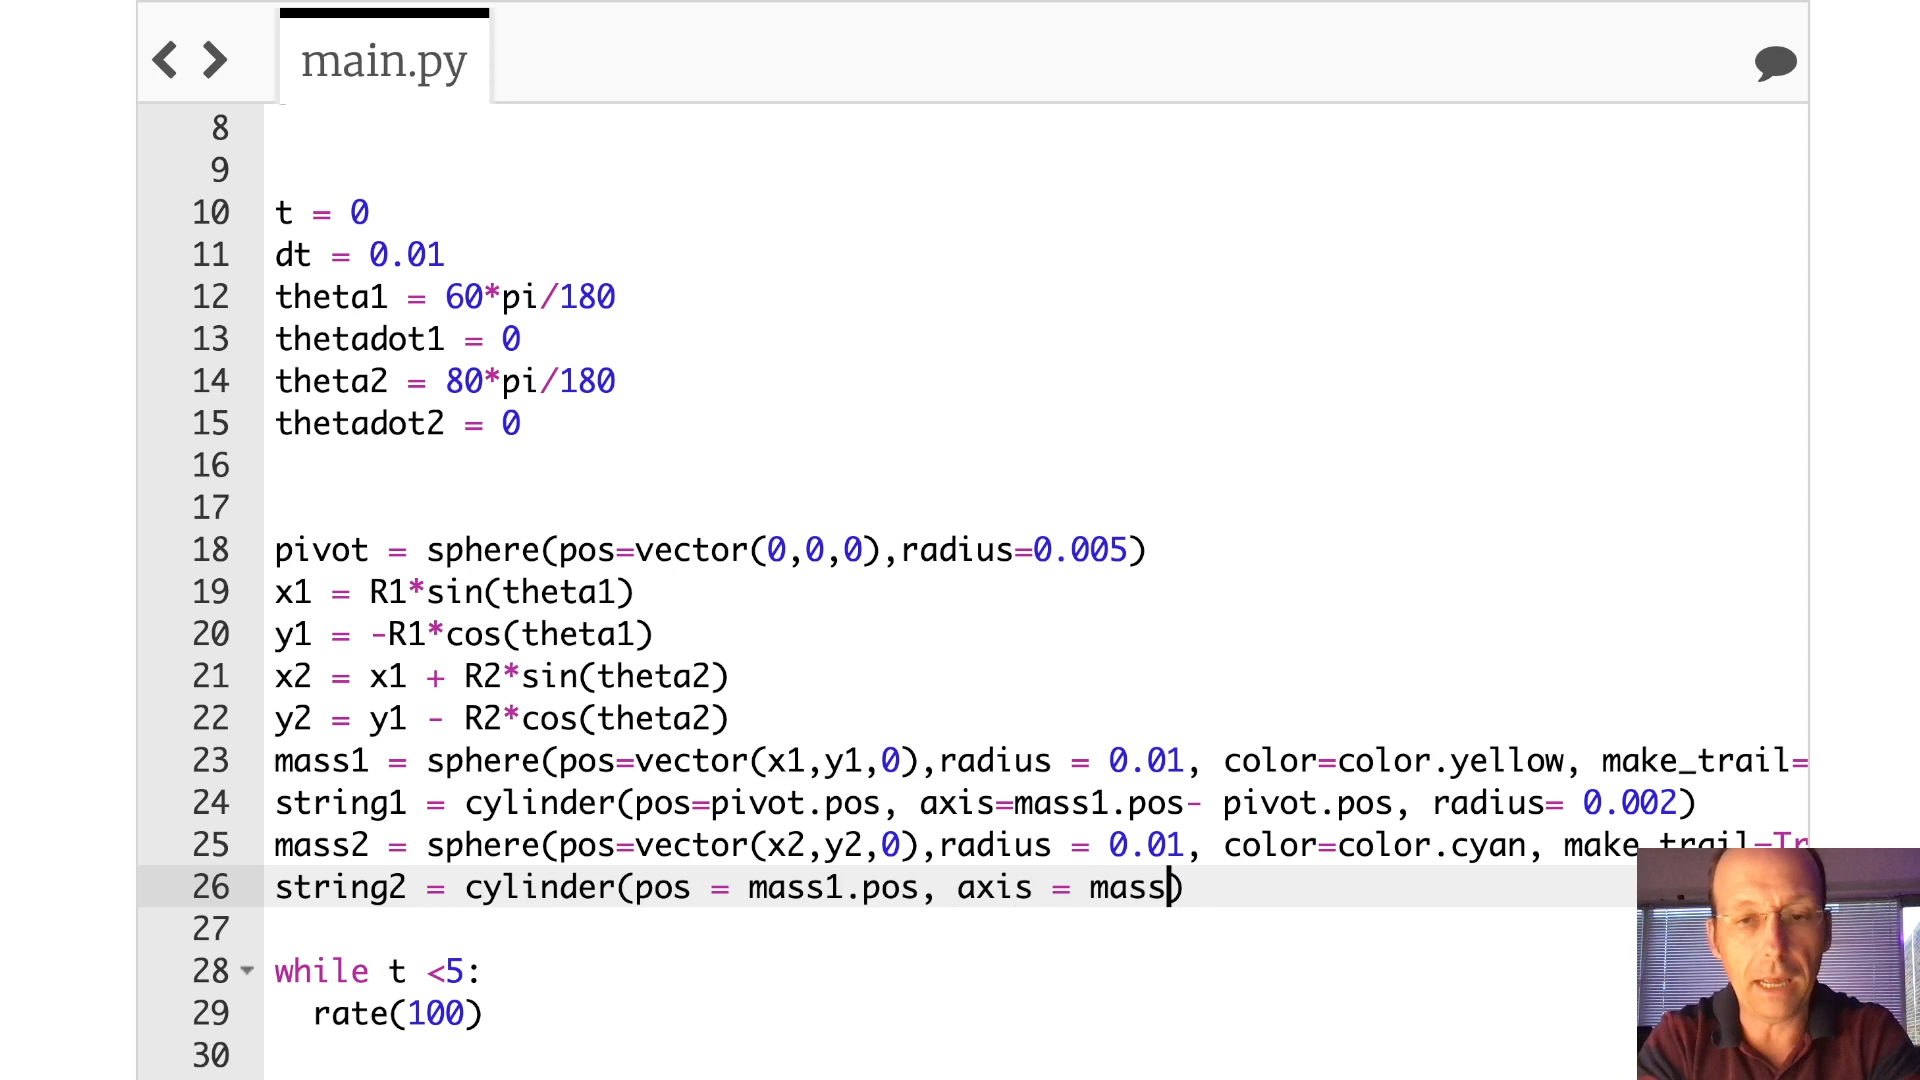 main.py
8
9
10 t = 0
11 dt = 0.01
12 theta1 = 60*pi/180
13 thetadot1 = 0
14 theta2 = 80*pi/180
15 thetadot2 = 0
16
17
18 pivot = sphere(pos=vector(0,0,0),radius=0.005)
19 x1 = R1*sin(theta1)
20 y1 = -R1*cos(theta1)
21 x2 = x1 + R2*sin(theta2)
22 y2 = y1 - R2*cos(theta2)
23 mass1 = sphere(pos=vector(x1,y1,0),radius = 0.01, color=color.yellow, make_trail=
24 string1 = cylinder(pos=pivot.pos, axis=mass1.pos- pivot.pos, radius= 0.002)
25 mass2 = sphere(pos=vector(x2,y2,0),radius = 0.01, color=color.cyan, make_trail=Tr
26 string2 = cylinder(pos = mass1.pos, axis = mass)
27
28 while t <5:
29 rate(100)
30